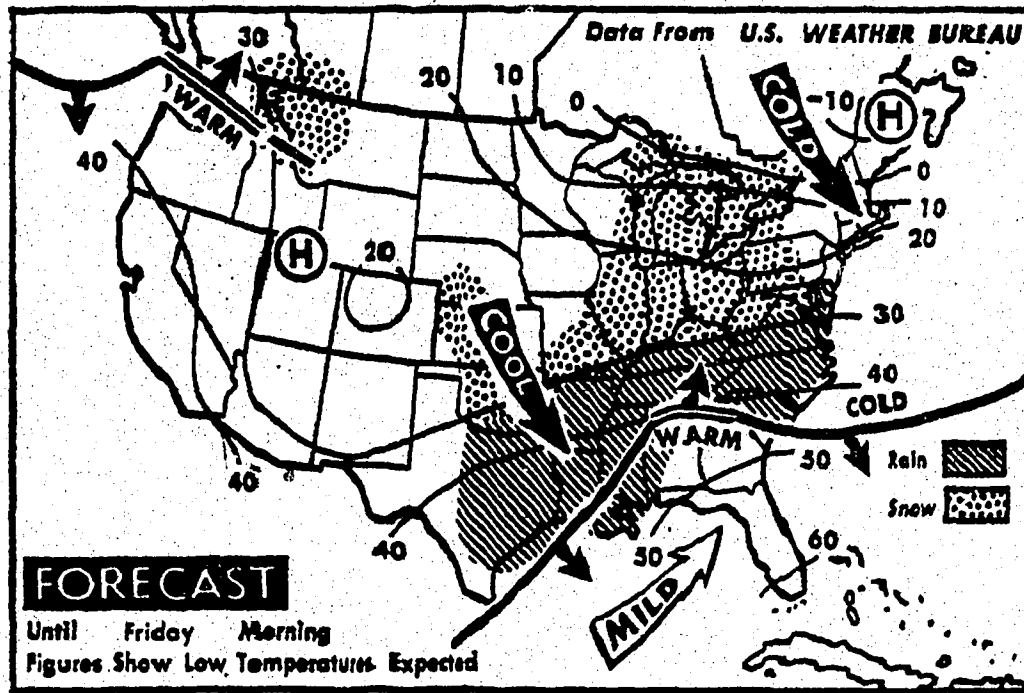 Data From U.S. WEATHER BUREAU
30
20
10
0
COLD
-10
H
WARM
40
0
10
20
H
20
COOL
30
40
COLD
WARM
50
Rain
Snow
40
40
50
60
MILD
FORECAST
Until Friday Morning
Figures Show Low Temperatures Expected